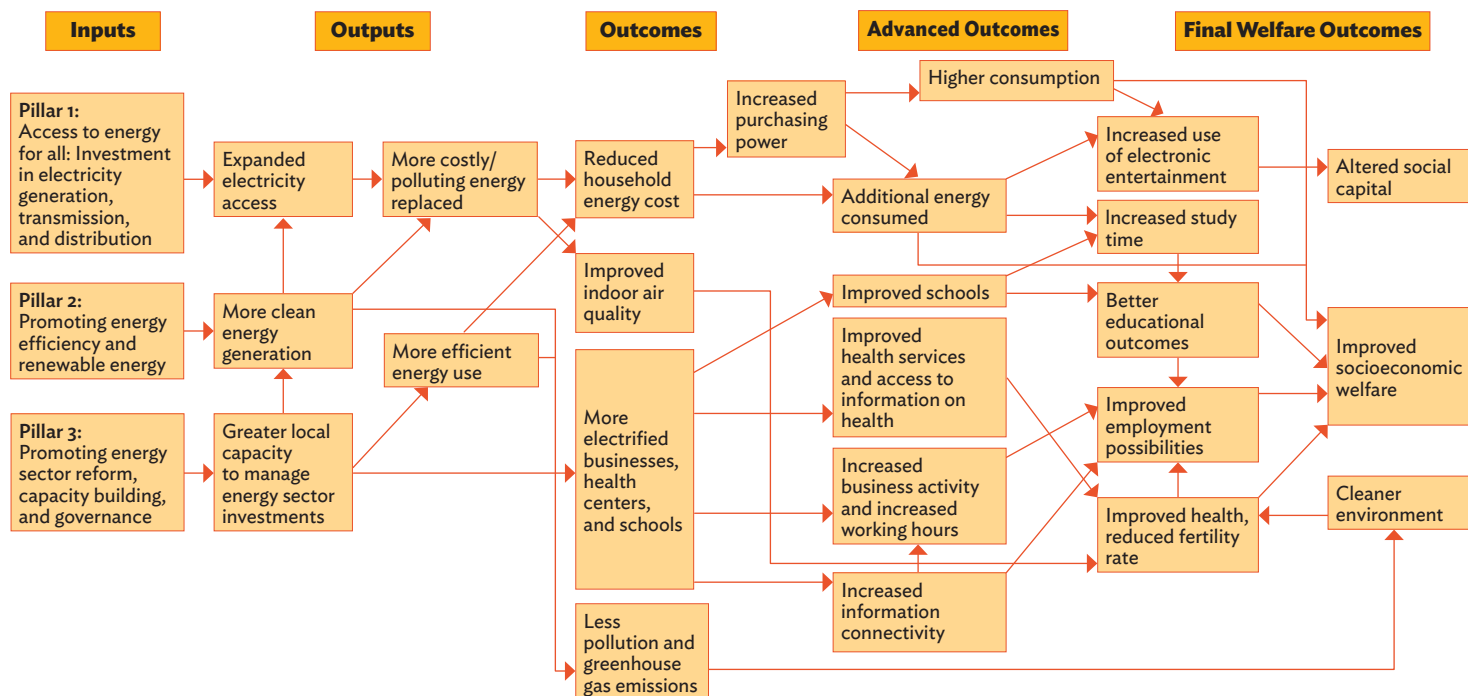 Inputs
Outputs
Outcomes
Advanced Outcomes
Final Welfare Outcomes
Pillar 1:
Access to energy
for all: Investment
in electricity
generation,
transmission,
and distribution
Pillar 2:
Promoting energy
efficiency and
renewable energy
Pillar 3:
Promoting energy
sector reform,
capacity building,
and governance
Expanded
electricity
access
More clean
energy
generation
Greater local
capacity
to manage
energy sector
investments
More costly/
polluting energy
replaced
More efficient
energy use
Reduced
household
energy cost
Improved
indoor air
quality
More
electrified
businesses,
health
centers,
and schools
Less
pollution and
greenhouse
gas emissions
Increased
purchasing
power
Higher consumption
Additional energy
consumed
Improved schools
Improved
health services
and access to
information on
health
Increased
business activity
and increased
working hours
Increased
information
connectivity
Increased use
of electronic
entertainment
Increased study
time
Better
educational
outcomes
Improved
employment
possibilities
Improved health,
reduced fertility
rate
Altered social
capital
Improved
socioeconomic
welfare
Cleaner
environment